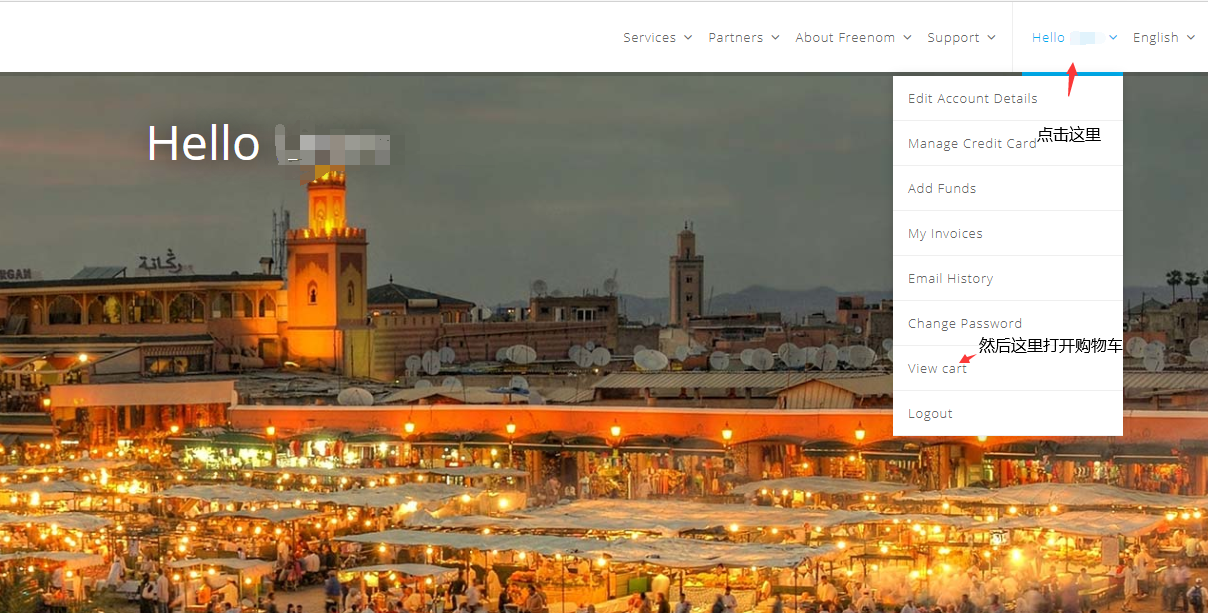 Services
Partners
About Freenom
Support
Hello
English
Hello
Edit Account Details
点击这里
Manage Credit Card
Add Funds
My Invoices
Email History
Change Password
然后这里打开购物车
View cart
Logout